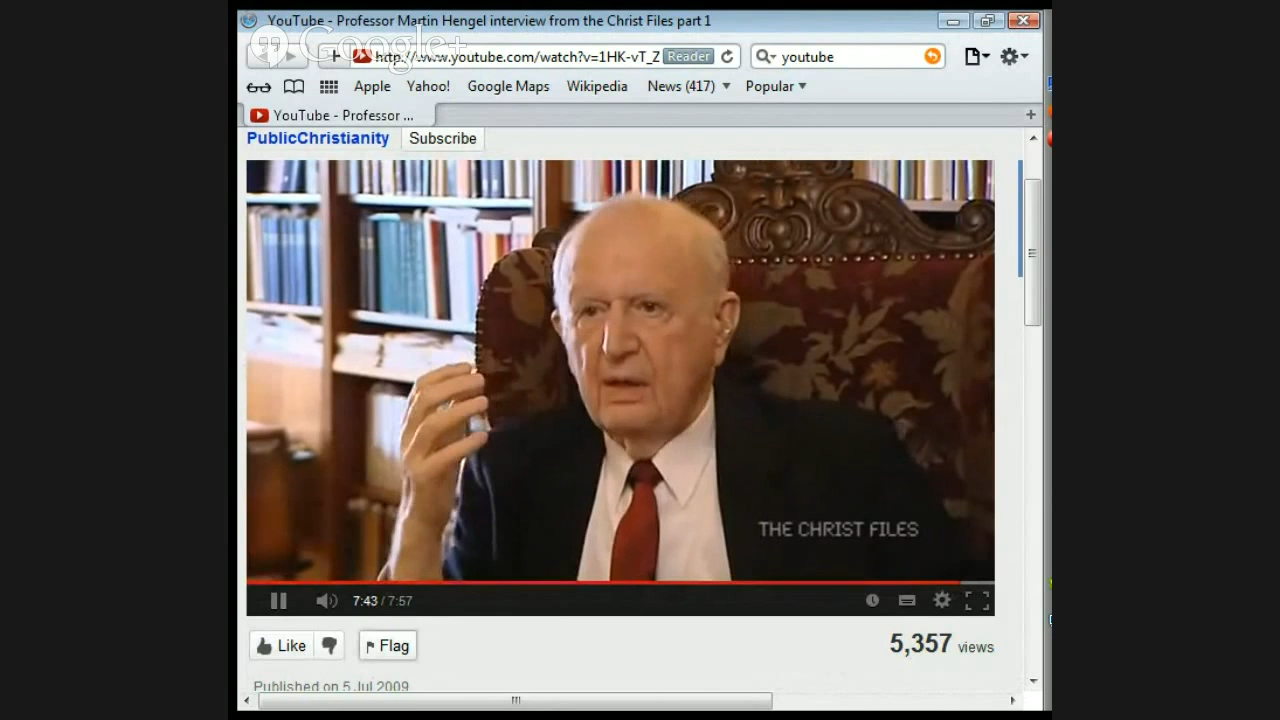 YouTube - Professor Martin Hengel interview from the Christ Files part 1
Google+
http://www.youtube.com/watch?v=1HK-vT_Z Reader youtube
Apple Yahoo! Google Maps Wikipedia News (417) Popular
YouTube - Professor ...
PublicChristianity Subscribe
THE CHRIST FILES
7:43 / 7:57
Like Flag 5,357 views
Published on 5 Jul 2009